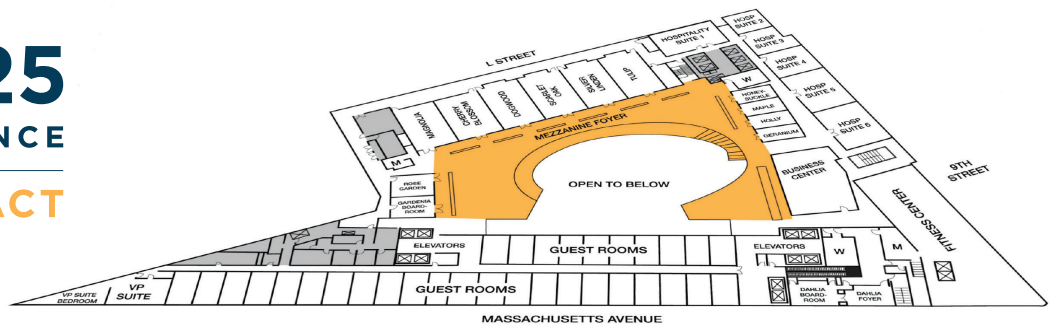 25
NCE
ACT
L STREET
HOSPITALITY
SUITE 1
HOSP
SUITE 2
HOSP
SUITE 3
HOSP
SUITE 4
HOSP
SUITE 5
HOSP
SUITE 5
MAGNOLIA
CHERRY
BLOSSOM
DOGWOOD
SCARLET
OAK
SILVER
LINDEN
TULIP
W
HONEY-
SUCKLE
MAPLE
HOLLY
GERANIUM
MEZZANINE FOYER
M
ROSE
GARDEN
GARDENIA
BOARD-
ROOM
OPEN TO BELOW
BUSINESS
CENTER
9TH
STREET
FITNESS CENTER
ELEVATORS
GUEST ROOMS
ELEVATORS
W
M
VP SUITE
BEDROOM
VP
SUITE
GUEST ROOMS
DAHLIA
BOARD-
ROOM
DAHLIA
FOYER
MASSACHUSETTS AVENUE